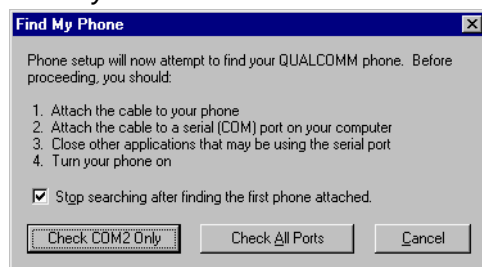 Find My Phone
Phone setup will now attempt to find your QUALCOMM phone. Before
proceeding, you should:
1. Attach the cable to your phone
2. Attach the cable to a serial (COM) port on your computer
3. Close other applications that may be using the serial port
4. Turn your phone on
Stop searching after finding the first phone attached.
Check COM2 Only Check All Ports Cancel